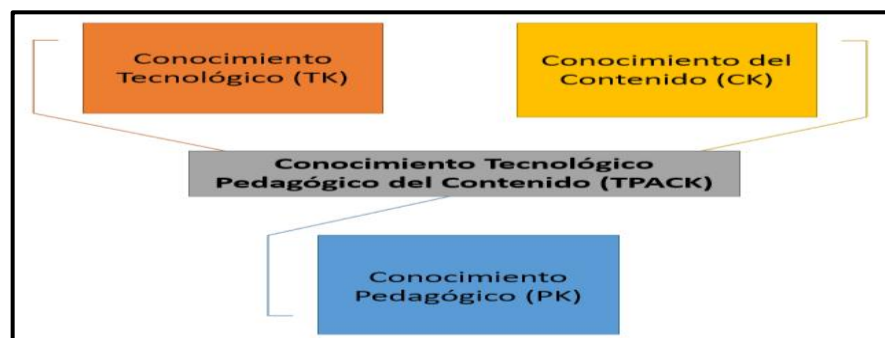 Conocimiento
Tecnológico (TK)
Conocimiento del
Contenido (CK)
Conocimiento Tecnológico
Pedagógico del Contenido (TPACK)
Conocimiento
Pedagógico (PK)